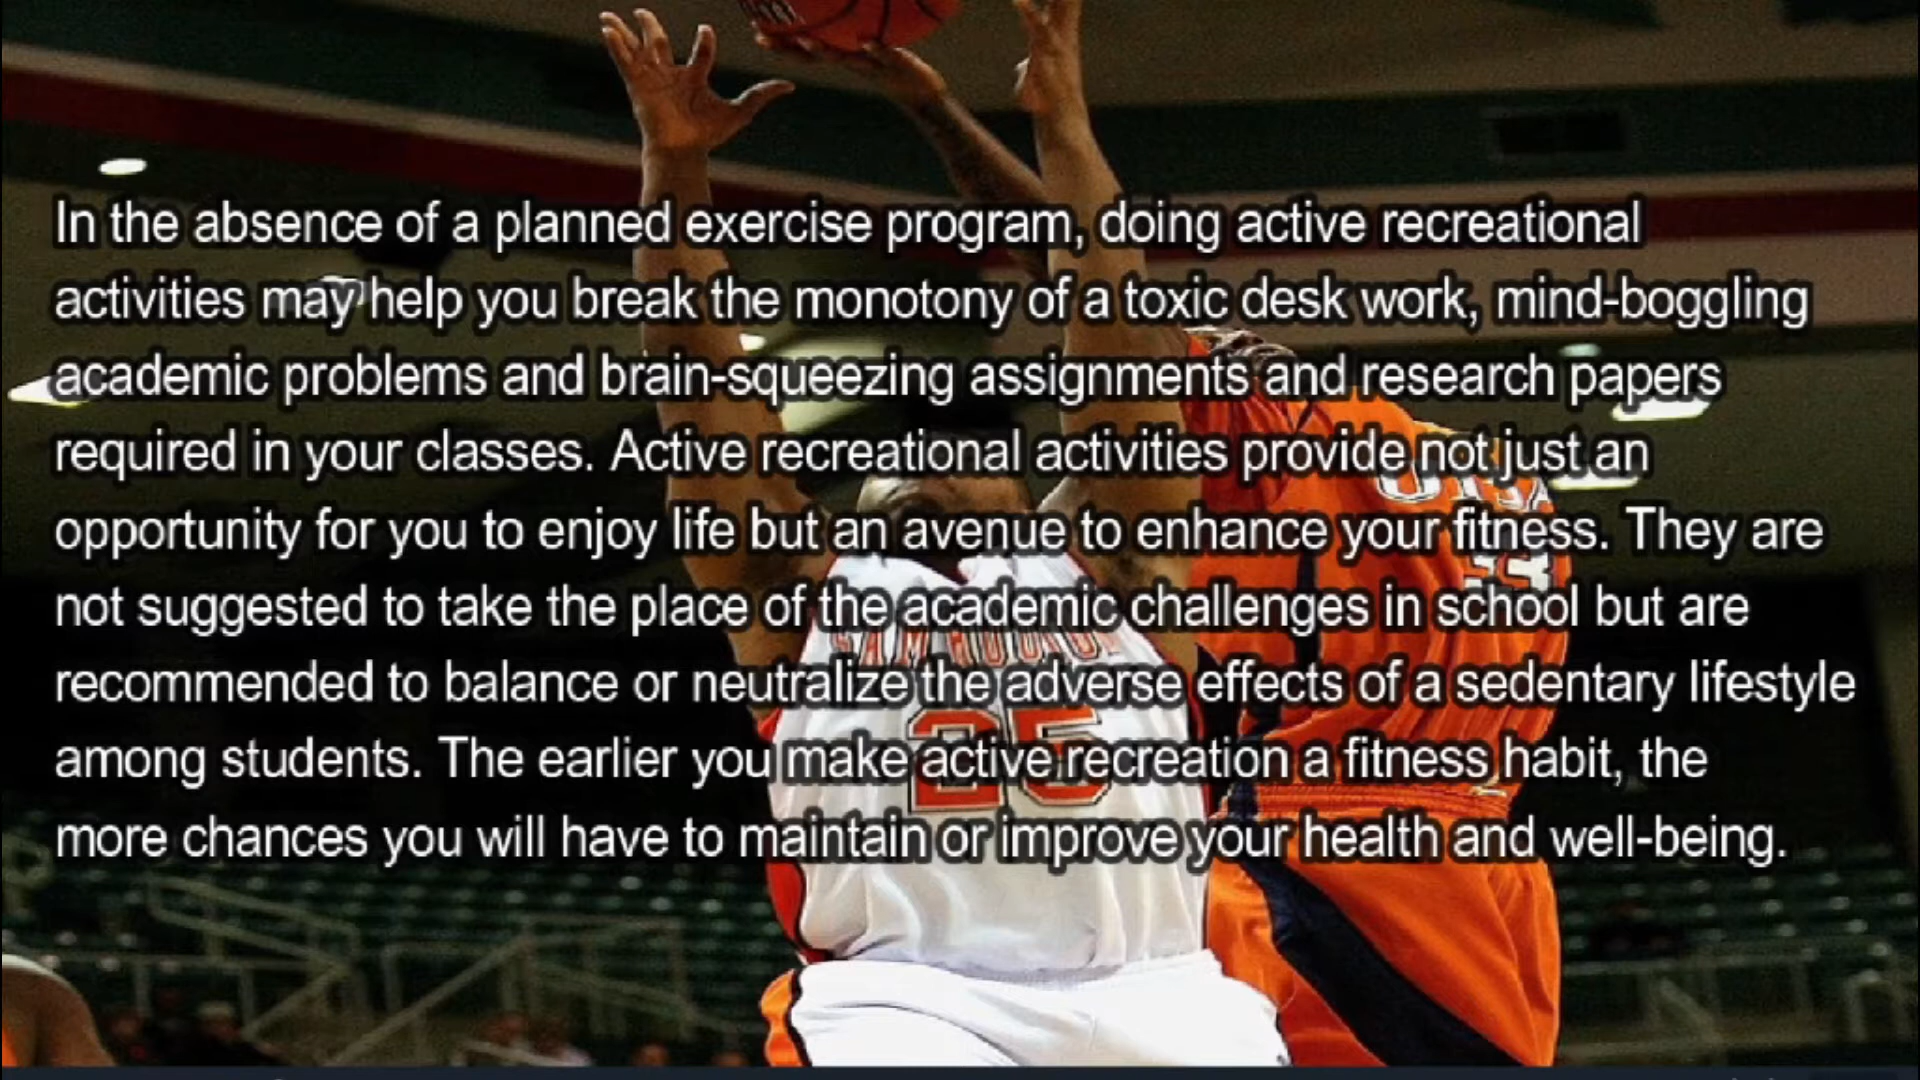 In the absence of a planned exercise program, doing active recreational
activities may help you break the monotony of a toxic desk work, mind-boggling
academic problems and brain-squeezing assignments and research papers
required in your classes. Active recreational activities provide not just an
opportunity for you to enjoy life but an avenue to enhance your fitness. They are
not suggested to take the place of the academic challenges in school but are
recommended to balance or neutralize the adverse effects of a sedentary lifestyle
among students. The earlier you make active recreation a fitness habit, the
more chances you will have to maintain or improve your health and well-being.
25